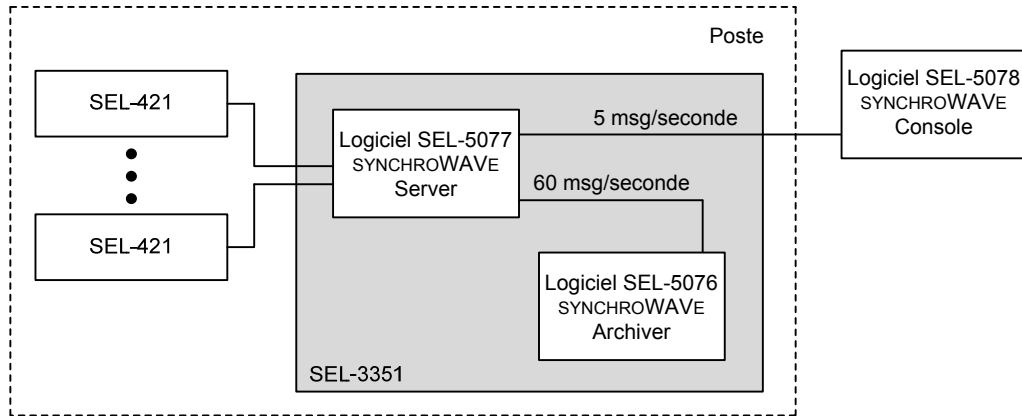 Poste
SEL-421
SEL-421
Logiciel SEL-5077
SYNCHROWAVE
Server
5 msg/seconde
60 msg/seconde
Logiciel SEL-5076
SYNCHROWAVE
Archiver
SEL-3351
Logiciel SEL-5078
SYNCHROWAVE
Console